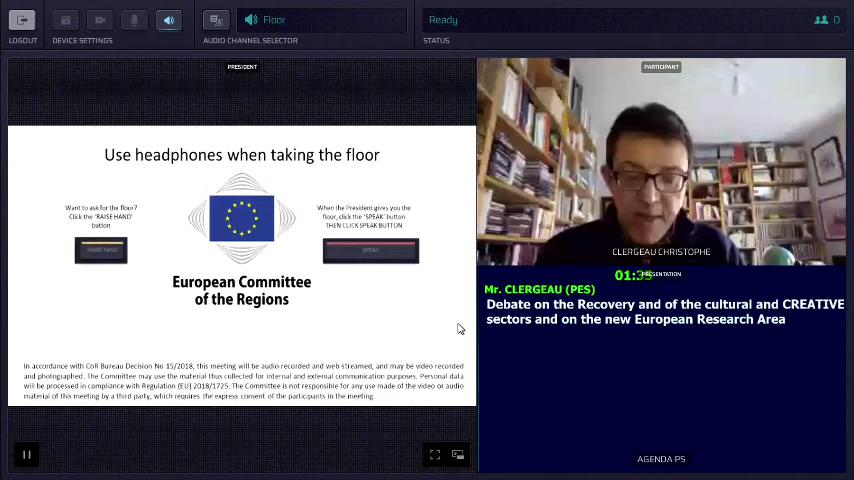 Floor
Ready
0
LOGOUT
DEVICE SETTINGS
AUDIO CHANNEL SELECTOR
STATUS
PRESIDENT
PARTICIPANT
Use headphones when taking the floor
Want to ask for the floor?
Click the 'RAISE HAND'
button
RAISE HAND
When the President gives you the
floor, click the 'SPEAK' button
THEN CLICK SPEAK BUTTON
SPEAK
European Committee
of the Regions
In accordance with CoR Bureau Decision No 15/2018, this meeting will be audio-recorded and web-streamed, and may be video recorded
and photographed. The Committee may use the material thus collected for internal and external communication purposes. Personal data
will be processed in compliance with Regulation (EU) 2018/1725. The Committee is not responsible for any use made of the video or audio
material of this meeting by a third party, which requires the express consent of the participants in the meeting.
CLERGEAU CHRISTOPHE
PRESENTATION
Mr. CLERGEAU (PES)
Debate on the Recovery and of the cultural and CREATIVE
sectors and on the new European Research Area
AGENDA PS